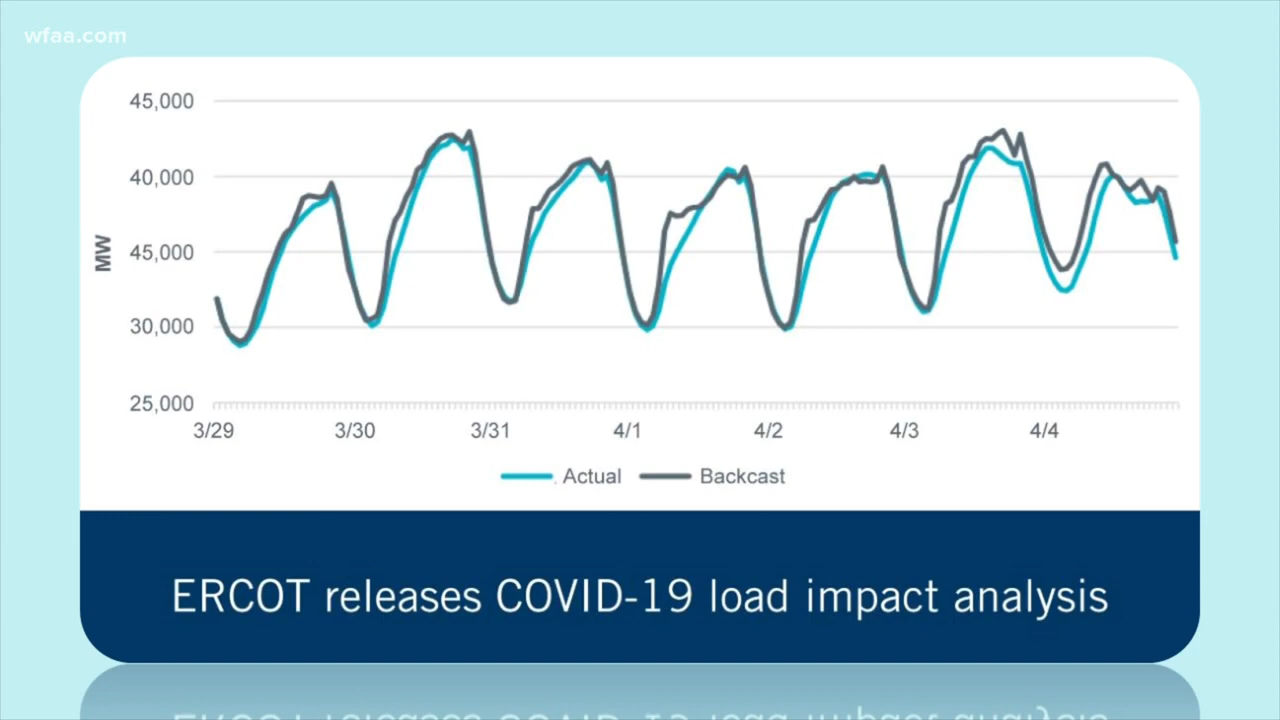 wfaa.com
45,000
40,000
45,000
30,000
25,000
MW
3/29 3/30 3/31 4/1 4/2 4/3 4/4
Actual Backcast
ERCOT releases COVID-19 load impact analysis